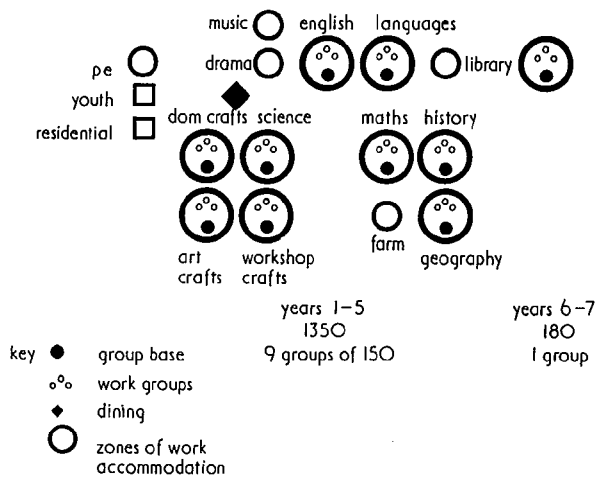 music
english languages
pe
drama
library
youth
residential
dom crafts science
maths history
art
crafts
workshop
crafts
farm
geography
years 1-5
1350
9 groups of 150
years 6-7
180
1 group
key
group base
work groups
dining
zones of work
accommodation